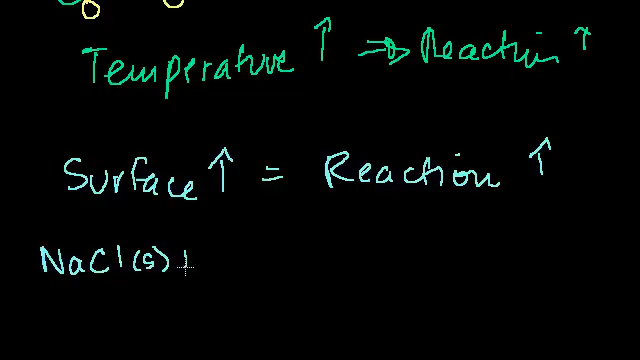 Temperature ↑ ⇒ Reaction ↑
Surface ↑ = Reaction ↑
NaCl(s) +